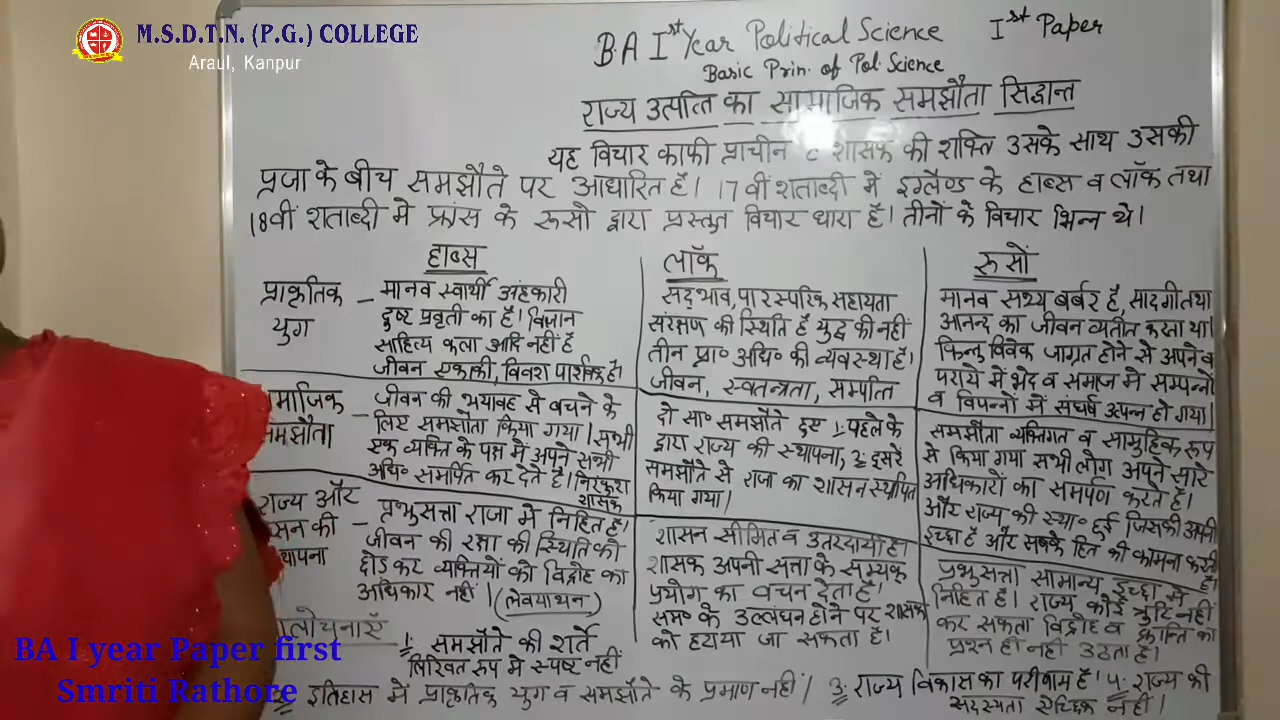 M.S.D.T.N. (P.G.) COLLEGE
Araul, Kanpur
B.A Ist Year Political Science Ist Paper
Basic Prin. of Pol. Science
राज्य उत्पत्ति का सामाजिक समझौता सिद्धान्त
यह विचार काफी प्राचीन है शासक की शक्ति उसके साथ उसकी
प्रजा के बीच समझौते पर आधारित है। 17 वीं शताब्दी में इंग्लैण्ड के हाब्स व लॉक तथा
18वीं शताब्दी में फ्रांस के रूसो द्वारा प्रस्तुत विचार धारा है। तीनों के विचार भिन्न थे।
हाब्स
प्राकृतिक – मानव स्वार्थी अंहकारी
युग दुष्ट प्रवृती का है। विज्ञान
साहित्य कला आदि नहीं है
जीवन एकाकी, विवश पाशविक है।
माजिक – जीवन की भयावह से बचने के
मझौता लिए समझौता किया गया। सभी
एक व्यक्ति के पक्ष में अपने सभी
अधि० समर्पित कर देते है। निरंकुश
शासक
राज्य और
सन की – प्रभुसत्ता राजा में निहित है।
थापना जीवन की रक्षा की स्थिति को
छोड कर व्यक्तियों को विद्रोह का
अधिकार नहीं। (लेवयाथन)
लॉक
सद्भाव, पारस्परिक सहायता
संरक्षण की स्थिति है युद्ध की नहीं
तीन प्रा० अधि० की व्यवस्था है।
जीवन, स्वतन्त्रता, सम्पत्ति
दो सा० समझौते हुए 1: पहले के
द्वारा राज्य की स्थापना, 2: दूसरे
समझौते से राजा का शासन स्थापित
किया गया।
शासन सीमित व उतरदायी है।
शासक अपनी सत्ता के सम्यक
प्रयोग का वचन देता है।
सम० के उल्लंघन होने पर शासक
को हटाया जा सकता है।
रूसों
मानव सभ्य बर्बर है, सादगी तथा
आनन्द का जीवन व्यतीत करता था।
किन्तु विवेक जाग्रत होने से अपने व
पराये में भेद व समाज में सम्पन्नो
व विपन्नों में संघर्ष उत्पन्न हो गया।
समझौता व्यक्तिगत व सामुहिक रूप
से किया गया सभी लोग अपने सारे
अधिकारों का समर्पण करते है।
और राज्य की स्था० हुई जिसकी अपनी
इच्छा है और सबके हित की कामना करती
है।
प्रभुसत्ता सामान्य इच्छा में
निहित है। राज्य कोई त्रुटि नहीं
कर सकता विद्रोह व क्रान्ति का
प्रश्न ही नहीं उठता है।
लोचनाएँ
1: समझौते की शर्ते
लिखित रूप में स्पष्ट नहीं
इतिहास में प्राकृतिक युग व समझौते के प्रमाण नहीं। 3: राज्य विकास का परीणाम है। 4: राज्य की
सदस्यता ऐच्छिक नहीं।
BA I year Paper first
Smriti Rathore